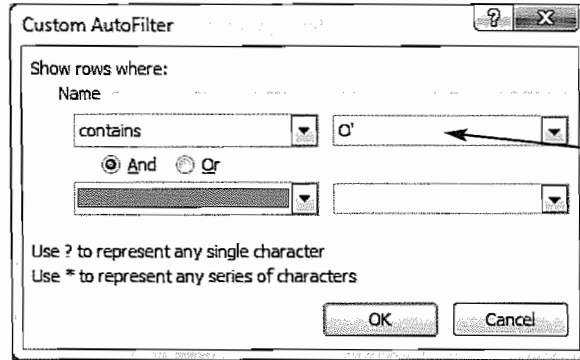 Custom AutoFilter
?
X
Show rows where:
Name
contains
O'
And
Or
Use ? to represent any single character
Use * to represent any series of characters
OK
Cancel